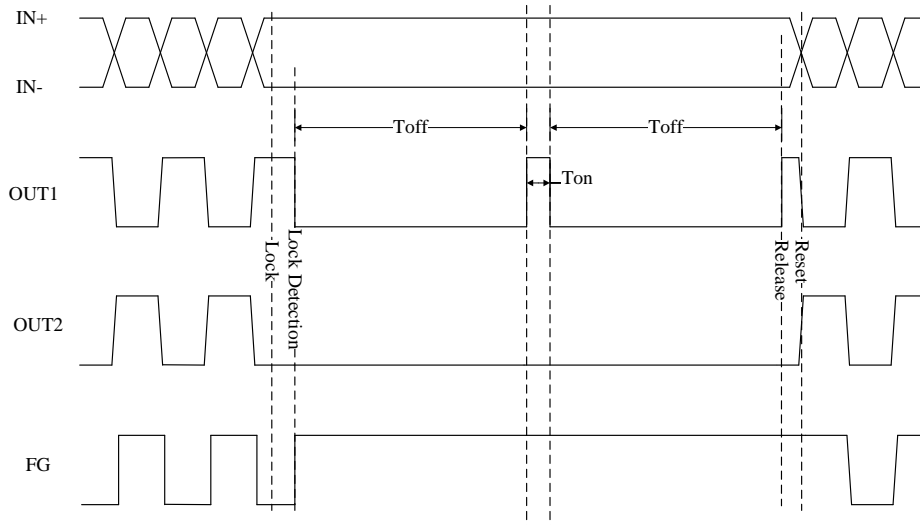 IN+
IN-
Toff
Toff
OUT1
Ton
Lock
Lock Detection
Release
Reset
OUT2
FG